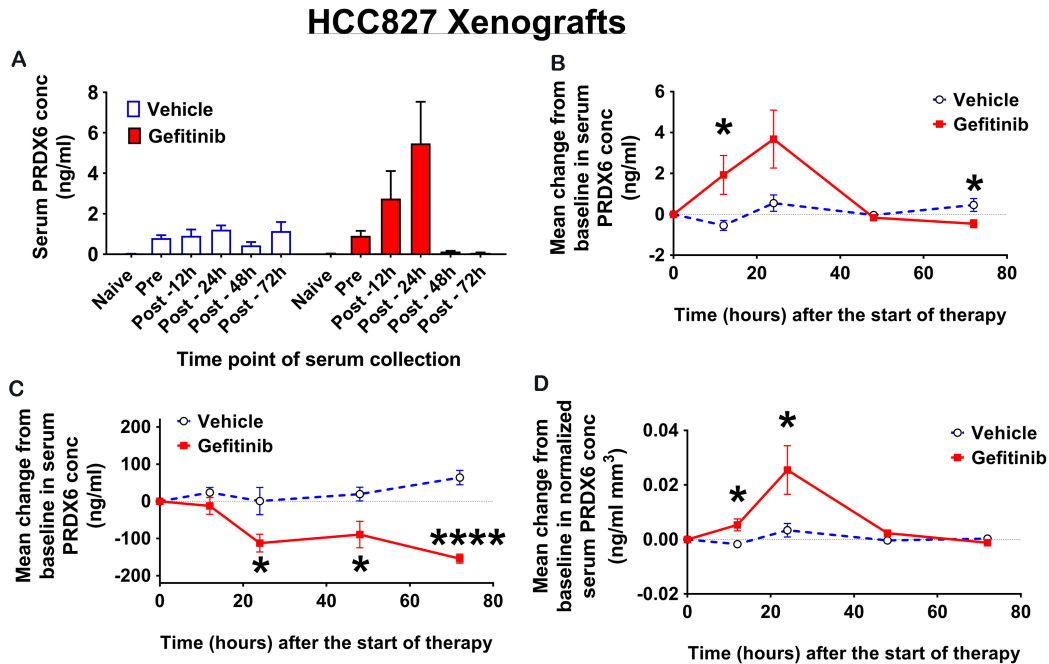 HCC827 Xenografts
A
Serum PRDX6 conc
(ng/ml)
8
6
4
2
0
Vehicle
Gefitinib
Naive
Pre
Post -12h
Post - 24h
Post - 48h
Post - 72h
Naive
Pre
Post -12h
Post - 24h
Post - 48h
Post - 72h
Time point of serum collection
B
Mean change from
baseline in serum
PRDX6 conc
(ng/ml)
6
4
2
0
-2
Vehicle
Gefitinib
*
*
0
20
40
60
80
Time (hours) after the start of therapy
C
Mean change from
baseline in serum
PRDX6 conc
(ng/ml)
200
100
0
-100
-200
Vehicle
Gefitinib
*
*
****
0
20
40
60
80
Time (hours) after the start of therapy
D
Mean change from
baseline in normalized
serum PRDX6 conc
(ng/ml mm³)
0.04
0.02
0.00
-0.02
Vehicle
Gefitinib
*
*
0
20
40
60
80
Time (hours) after the start of therapy